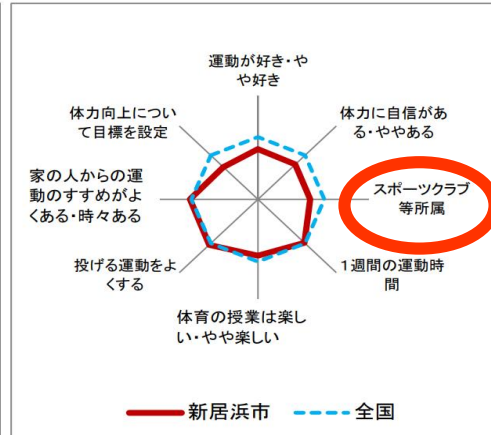 運動が好き・や
や好き
体力に自信があ
る・ややある
スポーツクラブ
等所属
1週間の運動時
間
体育の授業は楽し
い・やや楽しい
投げる運動をよ
くする
家の人からの運
動のすすめがよ
くある・時々ある
体力向上につい
て目標を設定
新居浜市 全国